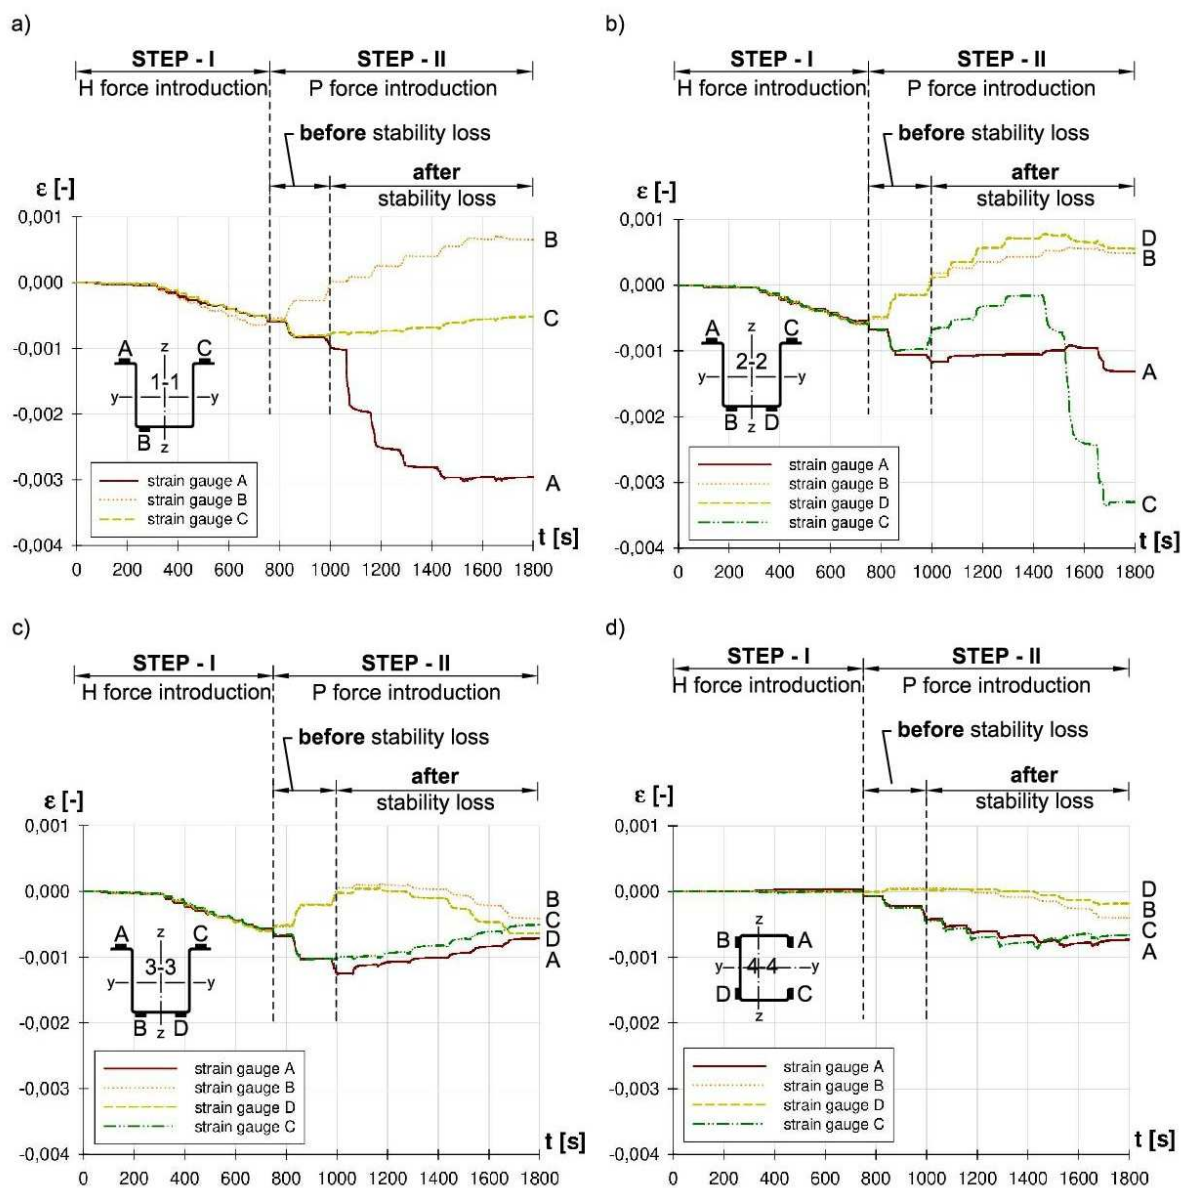 a)
STEP - I
STEP - II
H force introduction
P force introduction
before stability loss
after
stability loss
ε [-]
0,001
0,000
-0,001
-0,002
-0,003
-0,004
B
C
A
A
z
C
1-1
y
y
B
z
strain gauge A
strain gauge B
strain gauge C
t [s]
0 200 400 600 800 1000 1200 1400 1600 1800
b)
STEP - I
STEP - II
H force introduction
P force introduction
before stability loss
after
stability loss
ε [-]
0,001
0,000
-0,001
-0,002
-0,003
-0,004
D
B
A
C
A
z
C
2-2
y
y
B
z
D
strain gauge A
strain gauge B
strain gauge D
strain gauge C
t [s]
0 200 400 600 800 1000 1200 1400 1600 1800
c)
STEP - I
STEP - II
H force introduction
P force introduction
before stability loss
after
stability loss
ε [-]
0,001
0,000
-0,001
-0,002
-0,003
-0,004
B
C
D
A
A
z
C
3-3
y
y
B
z
D
strain gauge A
strain gauge B
strain gauge D
strain gauge C
t [s]
0 200 400 600 800 1000 1200 1400 1600 1800
d)
STEP - I
STEP - II
H force introduction
P force introduction
before stability loss
after
stability loss
ε [-]
0,001
0,000
-0,001
-0,002
-0,003
-0,004
D
B
C
A
z
B
A
y
4-4
y
D
C
z
strain gauge A
strain gauge B
strain gauge D
strain gauge C
t [s]
0 200 400 600 800 1000 1200 1400 1600 1800